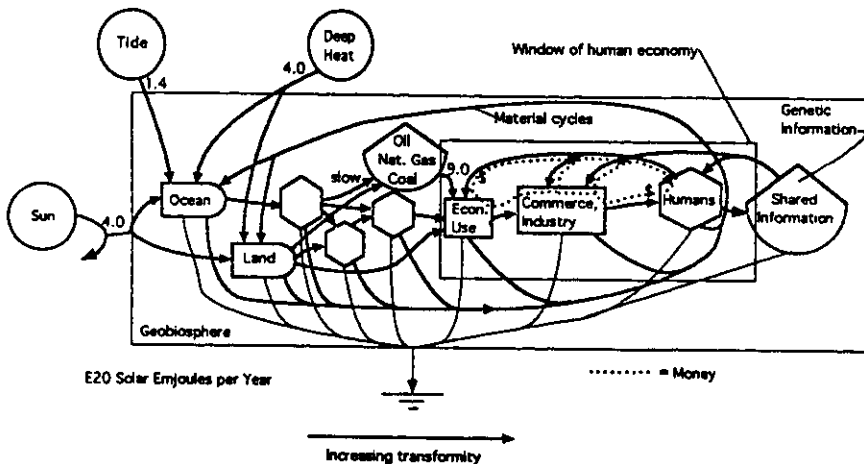 Tide
Deep
Heat
Window of human economy
1.4
4.0
Genetic
Information
Material cycles
Oil
Nat. Gas
Coal
slow
9.0
$
Sun
4.0
Ocean
Econ.
Use
Commerce,
Industry
$
Humans
Shared
Information
Land
Geobiosphere
E20 Solar Emjoules per Year
= Money
Increasing transformity